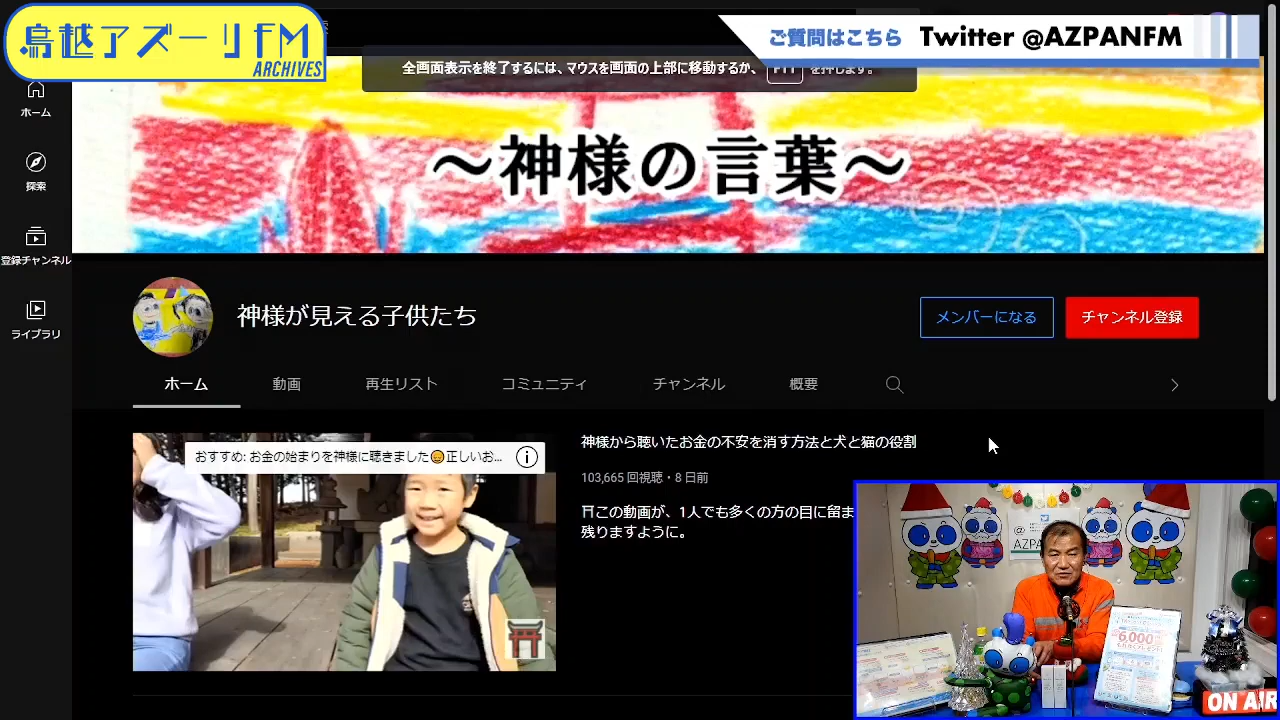 鳥越アズーリFM
ARCHIVES
ご質問はこちら Twitter @AZPANFM
全画面表示を終了するには、マウスを画面の上部に移動するか、 F11 を押します。
ホーム
探索
登録チャンネル
ライブラリ
〜神様の言葉〜
神様が見える子供たち
メンバーになる
チャンネル登録
ホーム 動画 再生リスト コミュニティ チャンネル 概要
おすすめ: お金の始まりを神様に聴きました😑正しいお...
神様から聴いたお金の不安を消す方法と犬と猫の役割
103,665 回視聴・8 日前
⛩この動画が、1人でも多くの方の目に留ま
残りますように。
@
AZPA
6,000
ON AIR